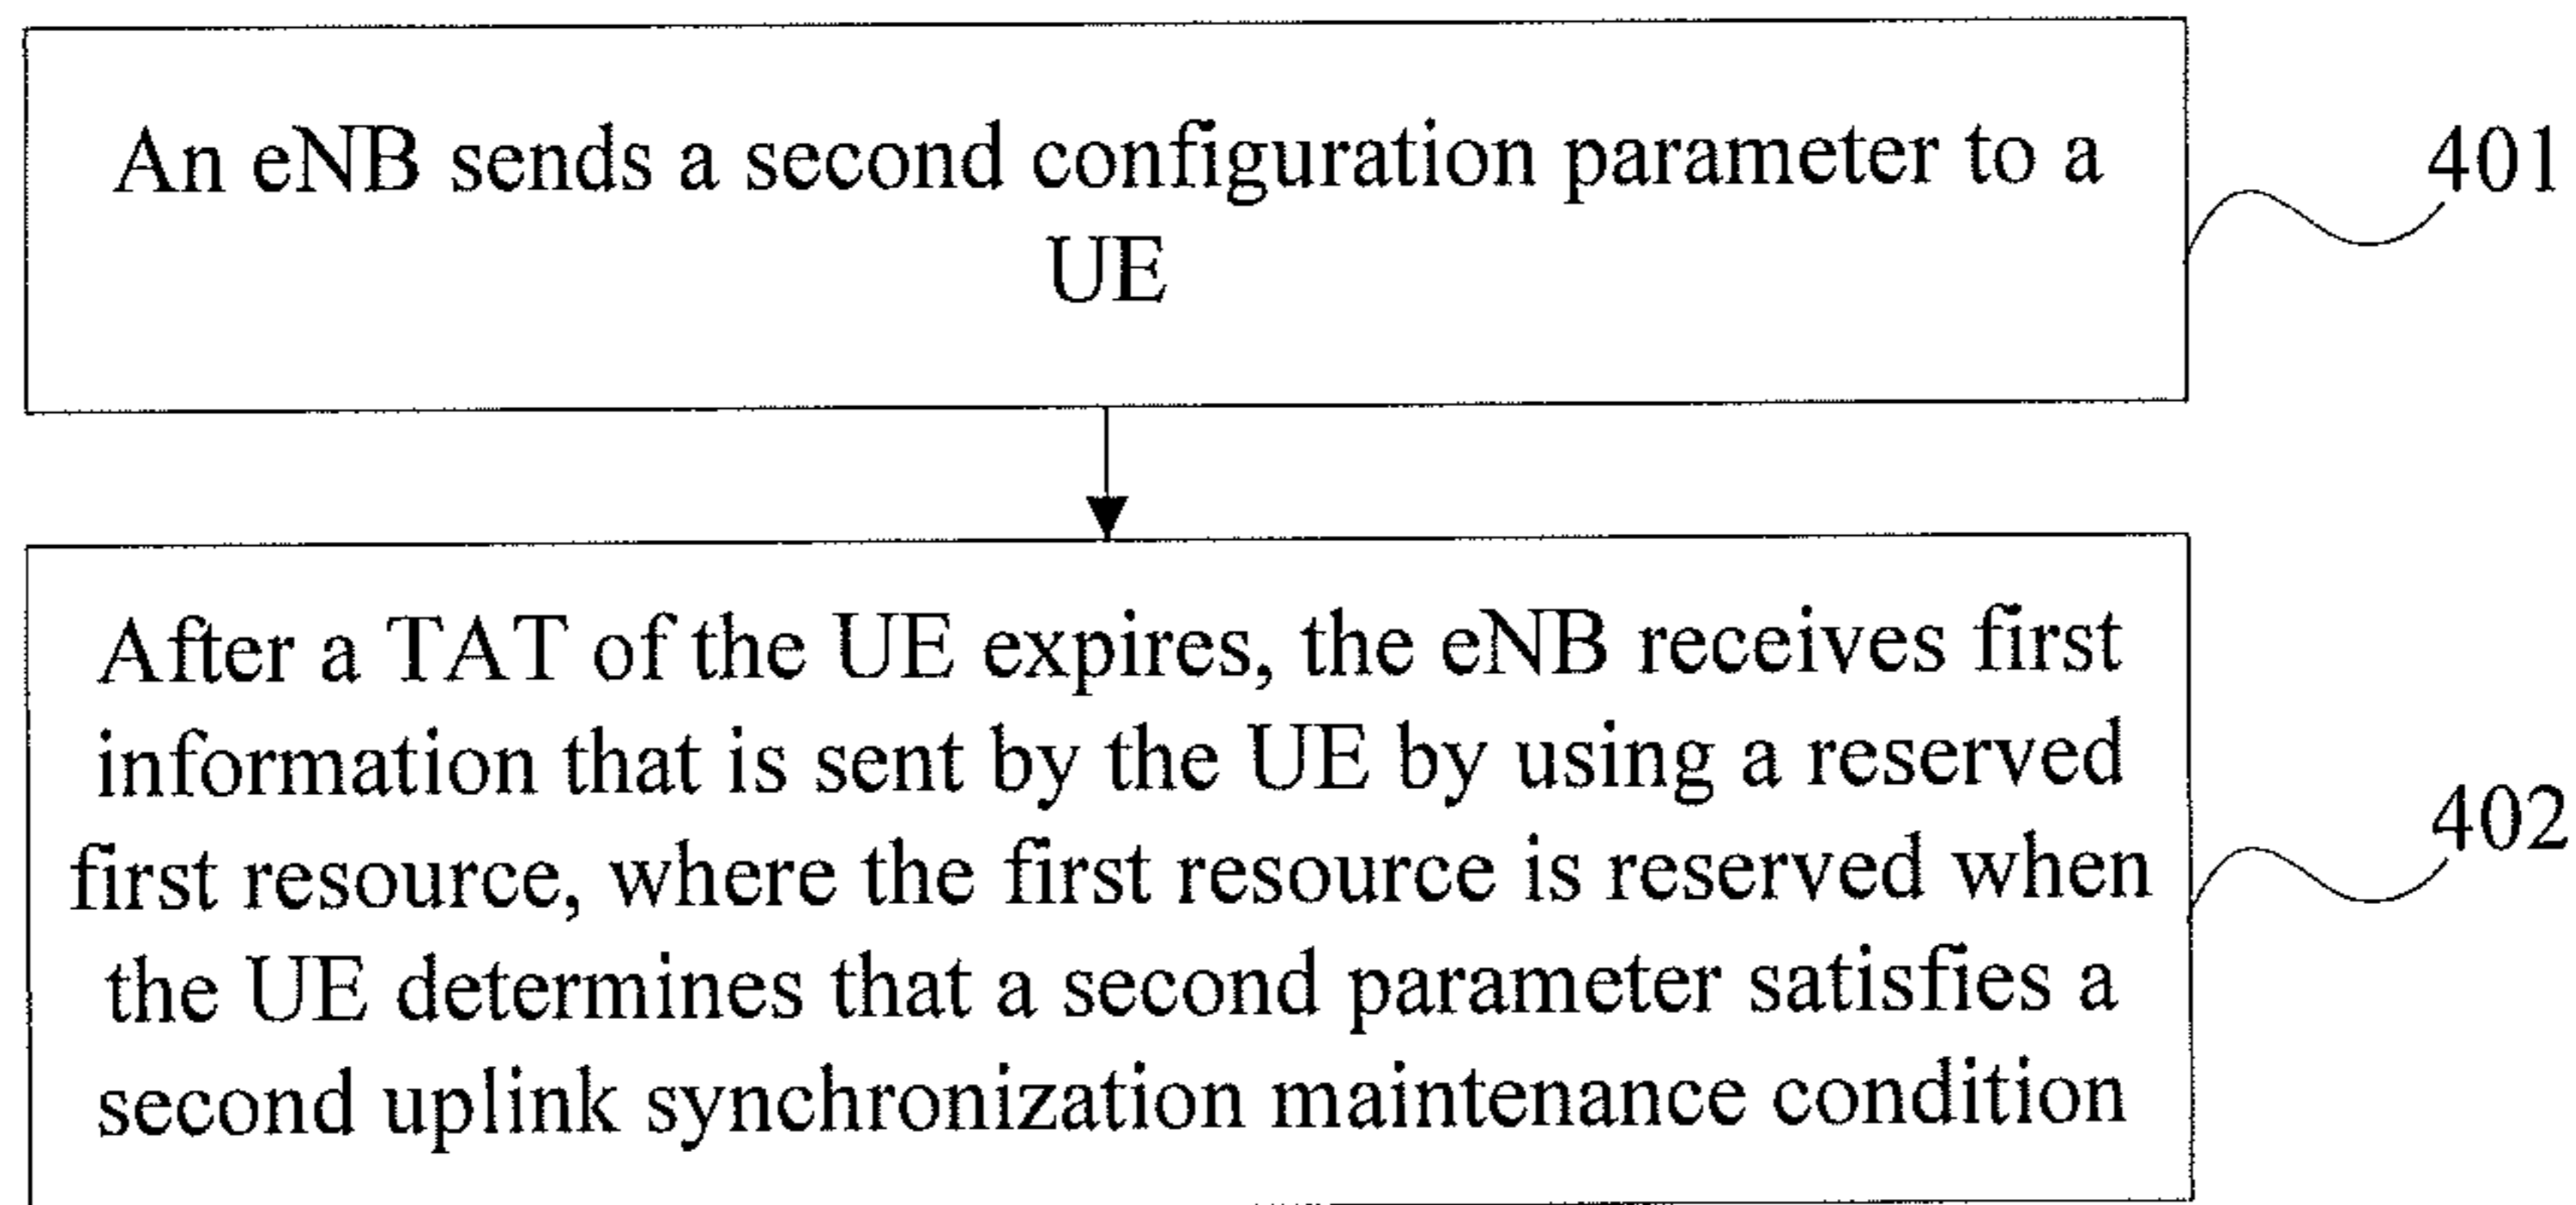 An eNB sends a second configuration parameter to a
UE
401
After a TAT of the UE expires, the eNB receives first
information that is sent by the UE by using a reserved
first resource, where the first resource is reserved when
the UE determines that a second parameter satisfies a
second uplink synchronization maintenance condition
402